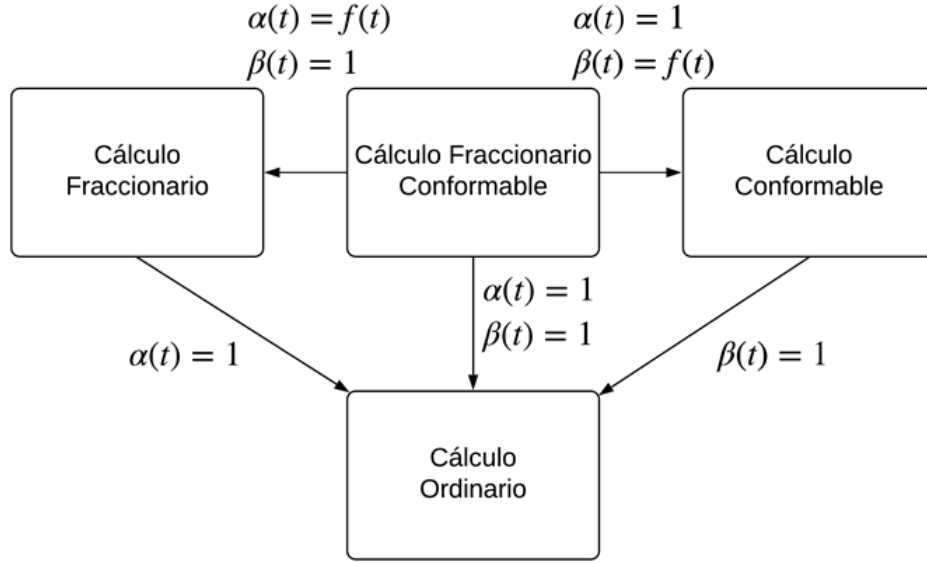 α(t) = f(t)
β(t) = 1
α(t) = 1
β(t) = f(t)
Cálculo
Fraccionario
Cálculo Fraccionario
Conformable
Cálculo
Conformable
α(t) = 1
α(t) = 1
β(t) = 1
β(t) = 1
Cálculo
Ordinario